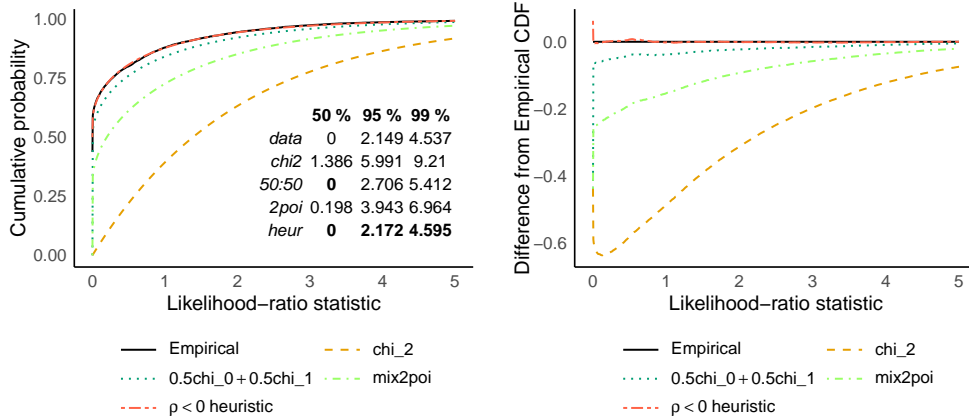 Cumulative probability
1.00
0.75
0.50
0.25
0.00
50 % 95 % 99 %
data 0 2.149 4.537
chi2 1.386 5.991 9.21
50:50 0 2.706 5.412
2poi 0.198 3.943 6.964
heur 0 2.172 4.595
0 1 2 3 4 5
Likelihood−ratio statistic
Empirical chi_2
0.5chi_0 + 0.5chi_1 mix2poi
ρ < 0 heuristic
Difference from Empirical CDF
0.0
−0.2
−0.4
−0.6
0 1 2 3 4 5
Likelihood−ratio statistic
Empirical chi_2
0.5chi_0 + 0.5chi_1 mix2poi
ρ < 0 heuristic